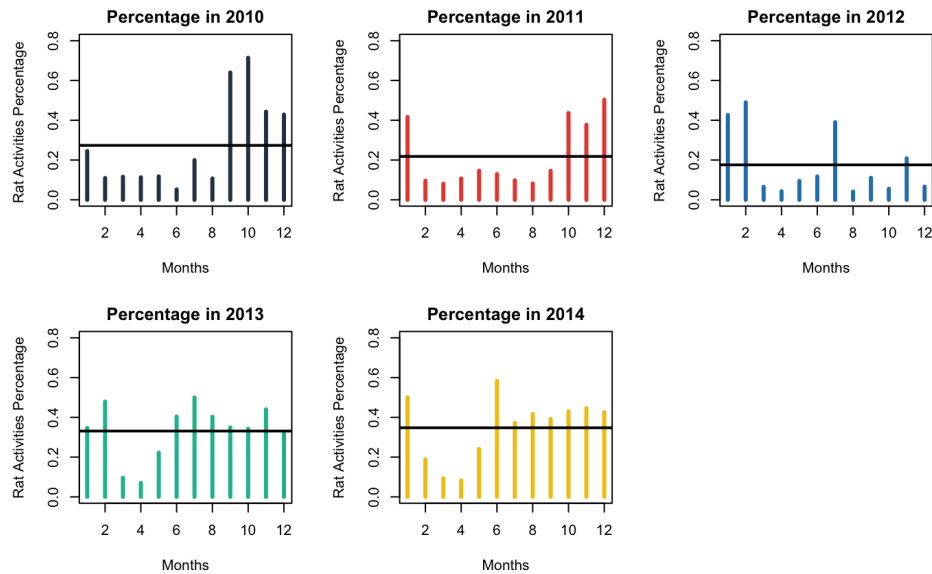 Percentage in 2010
Rat Activities Percentage
0.0 0.2 0.4 0.6 0.8
2 4 6 8 10 12
Months
Percentage in 2011
Rat Activities Percentage
0.0 0.2 0.4 0.6 0.8
2 4 6 8 10 12
Months
Percentage in 2012
Rat Activities Percentage
0.0 0.2 0.4 0.6 0.8
2 4 6 8 10 12
Months
Percentage in 2013
Rat Activities Percentage
0.0 0.2 0.4 0.6 0.8
2 4 6 8 10 12
Months
Percentage in 2014
Rat Activities Percentage
0.0 0.2 0.4 0.6 0.8
2 4 6 8 10 12
Months